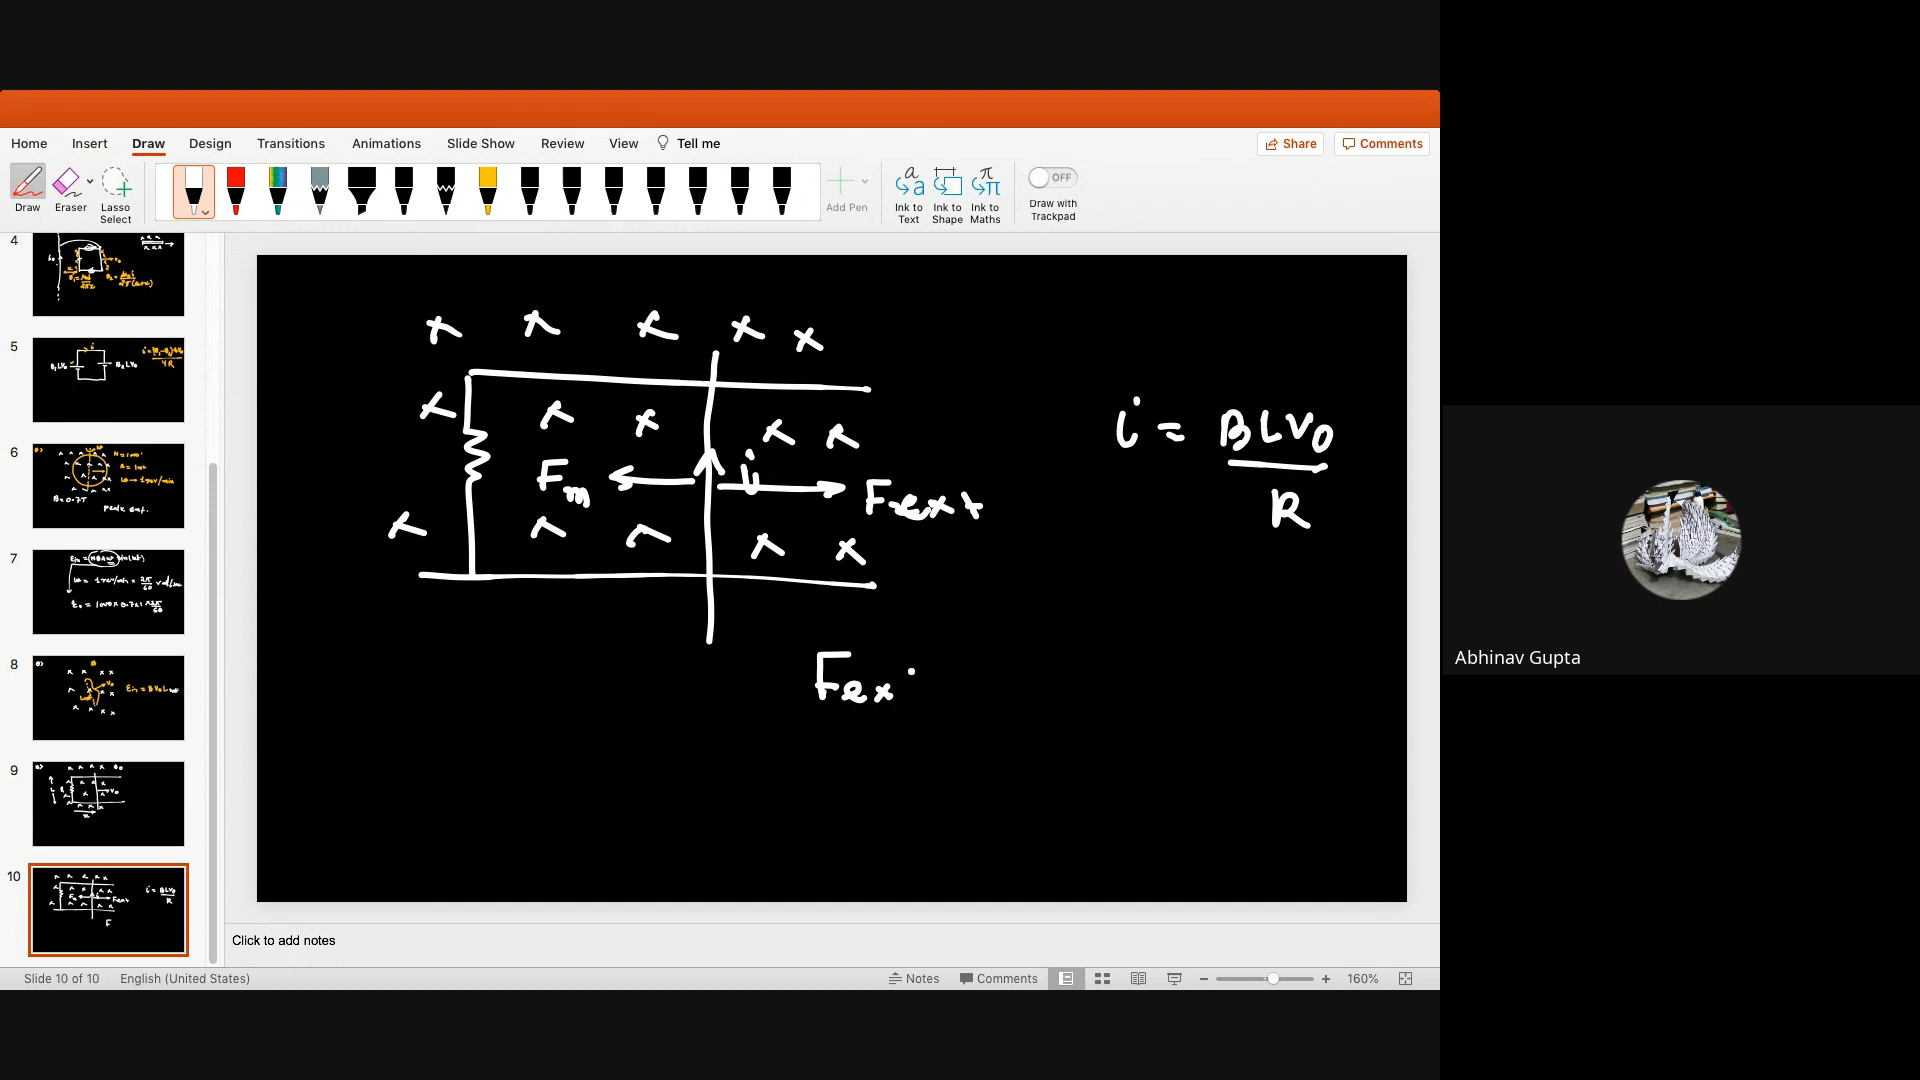 Home Insert Draw Design Transitions Animations Slide Show Review View Tell me Share Comments
Draw Eraser Lasso Select Add Pen Ink to Text Ink to Shape Ink to Maths OFF Draw with Trackpad
4
5
6
7
8
9
10
x x x x x
x x x x x
Fm i Fext
x x x x x
Fex
i = BLV0
R
Abhinav Gupta
Click to add notes
Slide 10 of 10 English (United States) Notes Comments 160%